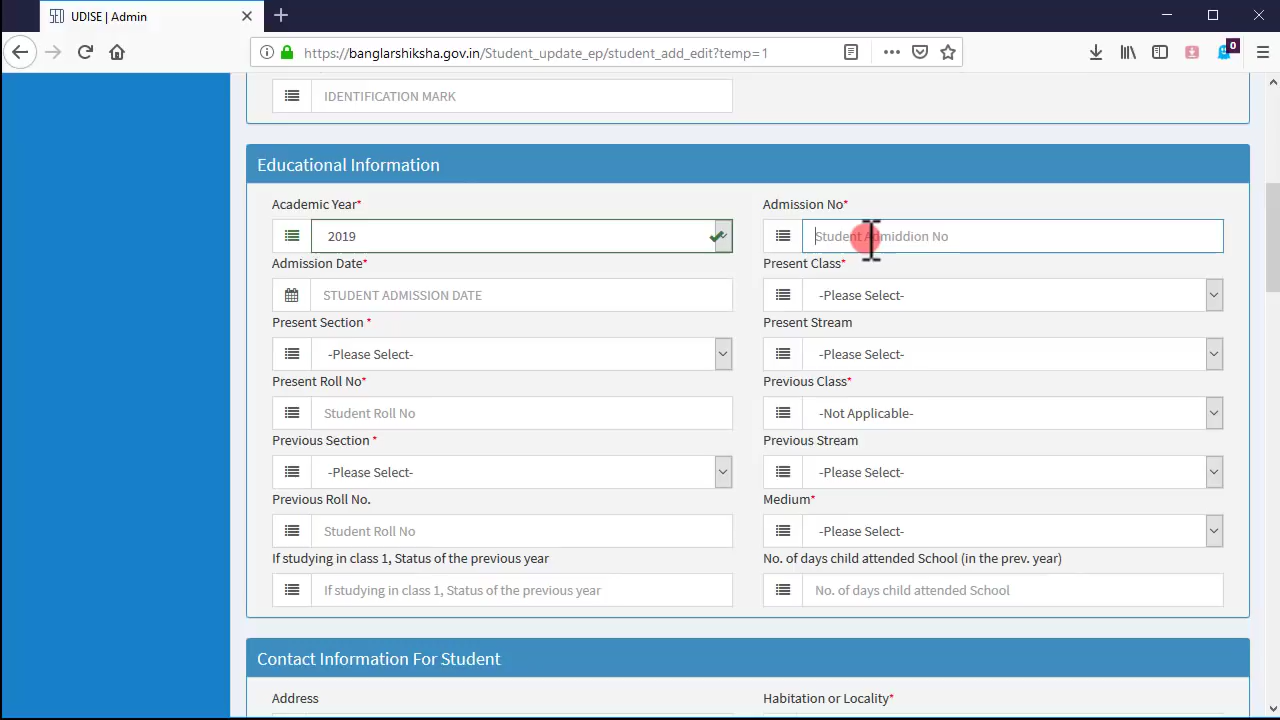 UDISE | Admin
https://banglarshiksha.gov.in/Student_update_ep/student_add_edit?temp=1
0
IDENTIFICATION MARK
Educational Information
Academic Year*
Admission No*
2019
Student Admiddion No
Admission Date*
Present Class*
STUDENT ADMISSION DATE
-Please Select-
Present Section *
Present Stream
-Please Select-
-Please Select-
Present Roll No*
Previous Class*
Student Roll No
-Not Applicable-
Previous Section *
Previous Stream
-Please Select-
-Please Select-
Previous Roll No.
Medium*
Student Roll No
-Please Select-
If studying in class 1, Status of the previous year
No. of days child attended School (in the prev. year)
If studying in class 1, Status of the previous year
No. of days child attended School
Contact Information For Student
Address
Habitation or Locality*